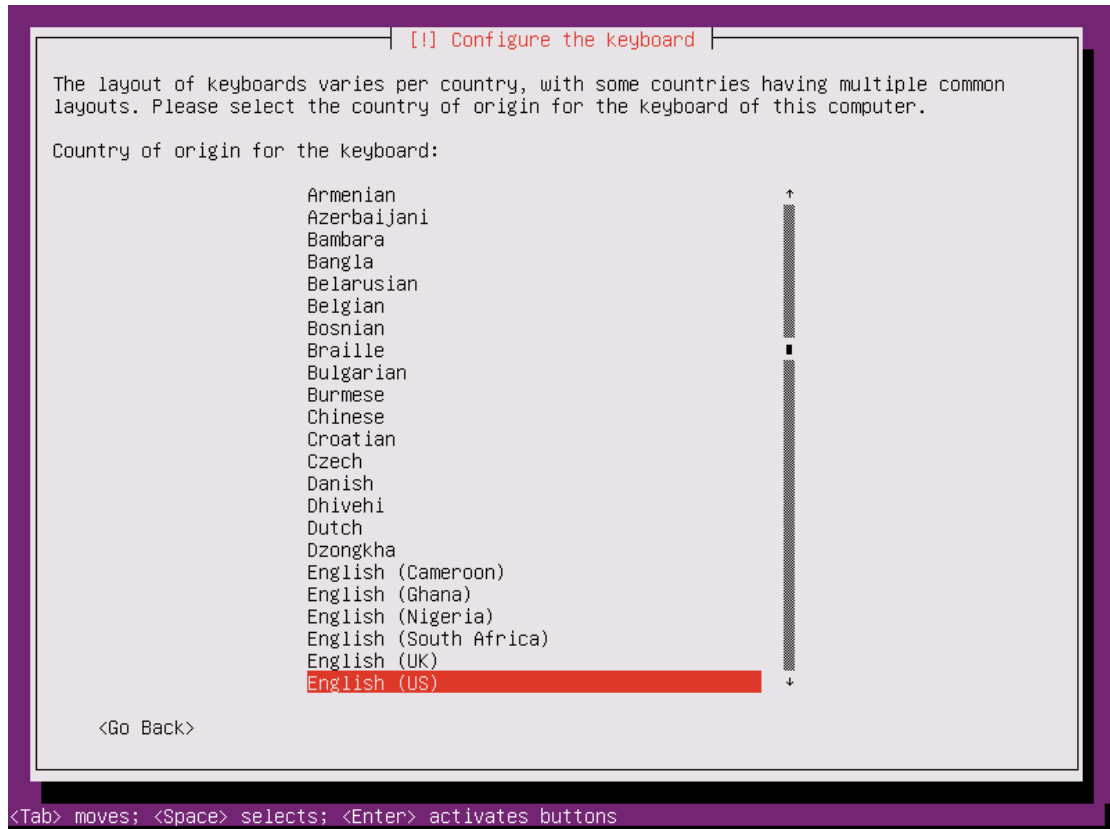 [!] Configure the keyboard
The layout of keyboards varies per country, with some countries having multiple common
layouts. Please select the country of origin for the keyboard of this computer.
Country of origin for the keyboard:
Armenian
Azerbaijani
Bambara
Bangla
Belarusian
Belgian
Bosnian
Braille
Bulgarian
Burmese
Chinese
Croatian
Czech
Danish
Dhivehi
Dutch
Dzongkha
English (Cameroon)
English (Ghana)
English (Nigeria)
English (South Africa)
English (UK)
English (US)
<Go Back>
<Tab> moves; <Space> selects; <Enter> activates buttons